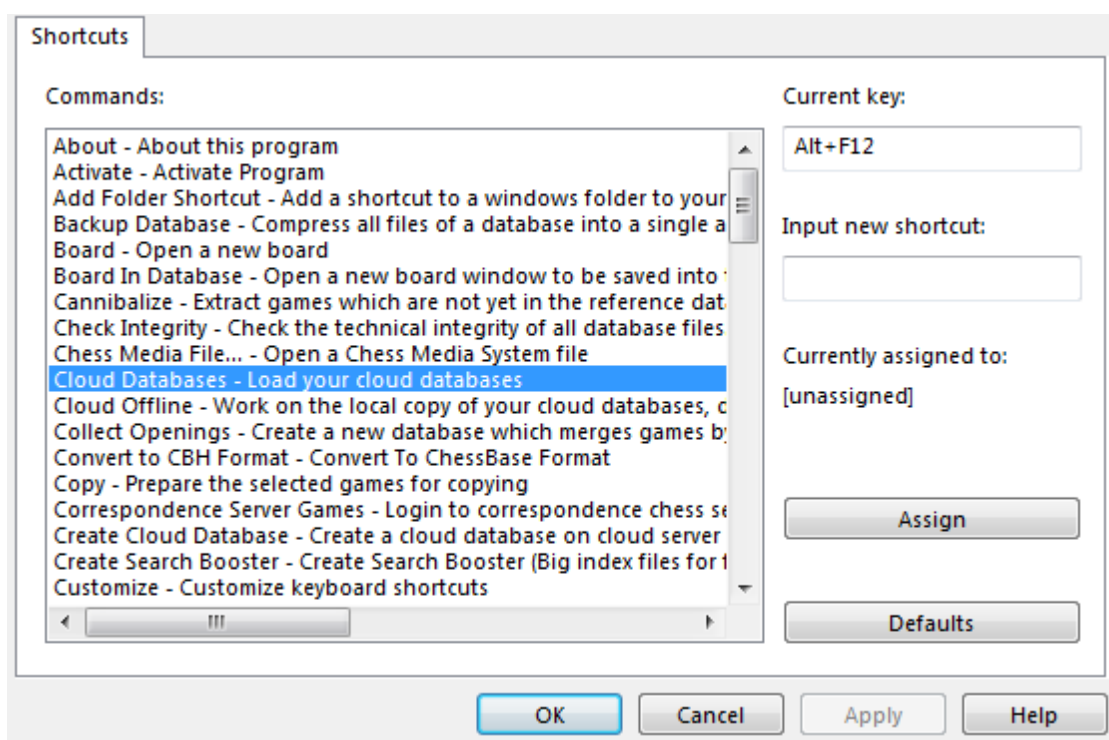 Shortcuts
Commands:
About - About this program
Activate - Activate Program
Add Folder Shortcut - Add a shortcut to a windows folder to your
Backup Database - Compress all files of a database into a single a
Board - Open a new board
Board In Database - Open a new board window to be saved into
Cannibalize - Extract games which are not yet in the reference dat
Check Integrity - Check the technical integrity of all database files
Chess Media File... - Open a Chess Media System file
Cloud Databases - Load your cloud databases
Cloud Offline - Work on the local copy of your cloud databases, c
Collect Openings - Create a new database which merges games by
Convert to CBH Format - Convert To ChessBase Format
Copy - Prepare the selected games for copying
Correspondence Server Games - Login to correspondence chess se
Create Cloud Database - Create a cloud database on cloud server
Create Search Booster - Create Search Booster (Big index files for f
Customize - Customize keyboard shortcuts
Current key:
Alt+F12
Input new shortcut:
Currently assigned to:
[unassigned]
Assign
Defaults
OK
Cancel
Apply
Help